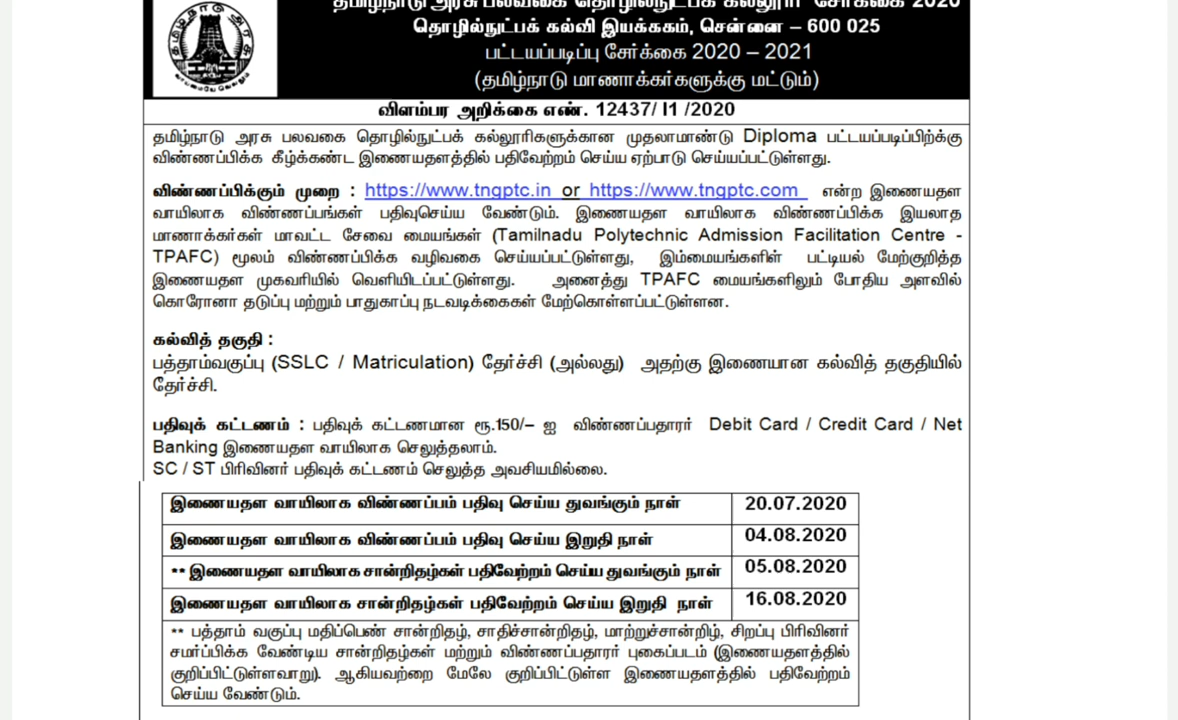 தமிழ்நாடு அரசு பலவகை தொழில்நுட்பக் கல்லூரி சேர்க்கை 2020
தொழில்நுட்பக் கல்வி இயக்ககம், சென்னை – 600 025
பட்டயப்படிப்பு சேர்க்கை 2020 – 2021
(தமிழ்நாடு மாணாக்கர்களுக்கு மட்டும்)
விளம்பர அறிக்கை எண். 12437/ I1 /2020
தமிழ்நாடு அரசு பலவகை தொழில்நுட்பக் கல்லூரிகளுக்கான முதலாமாண்டு Diploma பட்டயப்படிப்பிற்க்கு
விண்ணப்பிக்க கீழ்க்கண்ட இணையதளத்தில் பதிவேற்றம் செய்ய ஏற்பாடு செய்யப்பட்டுள்ளது.
விண்ணப்பிக்கும் முறை : https://www.tngptc.in or https://www.tngptc.com என்ற இணையதள
வாயிலாக விண்ணப்பங்கள் பதிவுசெய்ய வேண்டும். இணையதள வாயிலாக விண்ணப்பிக்க இயலாத
மாணாக்கர்கள் மாவட்ட சேவை மையங்கள் (Tamilnadu Polytechnic Admission Facilitation Centre -
TPAFC) மூலம் விண்ணப்பிக்க வழிவகை செய்யப்பட்டுள்ளது, இம்மையங்களிள் பட்டியல் மேற்குறித்த
இணையதள முகவரியில் வெளியிடப்பட்டுள்ளது. அனைத்து TPAFC மையங்களிலும் போதிய அளவில்
கொரோனா தடுப்பு மற்றும் பாதுகாப்பு நடவடிக்கைகள் மேற்கொள்ளப்பட்டுள்ளன.
கல்வித் தகுதி :
பத்தாம்வகுப்பு (SSLC / Matriculation) தேர்ச்சி (அல்லது) அதற்கு இணையான கல்வித் தகுதியில்
தேர்ச்சி.
பதிவுக் கட்டணம் : பதிவுக் கட்டணமான ரூ.150/– ஐ விண்ணப்பதாரர் Debit Card / Credit Card / Net
Banking இணையதள வாயிலாக செலுத்தலாம்.
SC / ST பிரிவினர் பதிவுக் கட்டணம் செலுத்த அவசியமில்லை.
இணையதள வாயிலாக விண்ணப்பம் பதிவு செய்ய துவங்கும் நாள் 20.07.2020
இணையதள வாயிலாக விண்ணப்பம் பதிவு செய்ய இறுதி நாள் 04.08.2020
** இணையதள வாயிலாக சான்றிதழ்கள் பதிவேற்றம் செய்ய துவங்கும் நாள் 05.08.2020
இணையதள வாயிலாக சான்றிதழ்கள் பதிவேற்றம் செய்ய இறுதி நாள் 16.08.2020
** பத்தாம் வகுப்பு மதிப்பெண் சான்றிதழ், சாதிச்சான்றிதழ், மாற்றுச்சான்றிழ், சிறப்பு பிரிவினர்
சமர்ப்பிக்க வேண்டிய சான்றிதழ்கள் மற்றும் விண்ணப்பதாரர் புகைப்படம் (இணையதளத்தில்
குறிப்பிட்டுள்ளவாறு). ஆகியவற்றை மேலே குறிப்பிட்டுள்ள இணையதளத்தில் பதிவேற்றம்
செய்ய வேண்டும்.